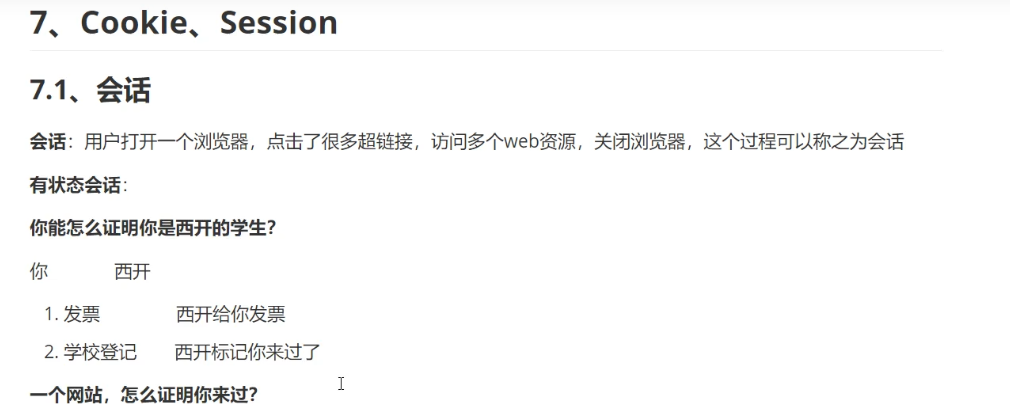 7、Cookie、Session
7.1、会话
会话：用户打开一个浏览器，点击了很多超链接，访问多个web资源，关闭浏览器，这个过程可以称之为会话
有状态会话：
你能怎么证明你是西开的学生？
你 西开
1. 发票 西开给你发票
2. 学校登记 西开标记你来过了
一个网站，怎么证明你来过？